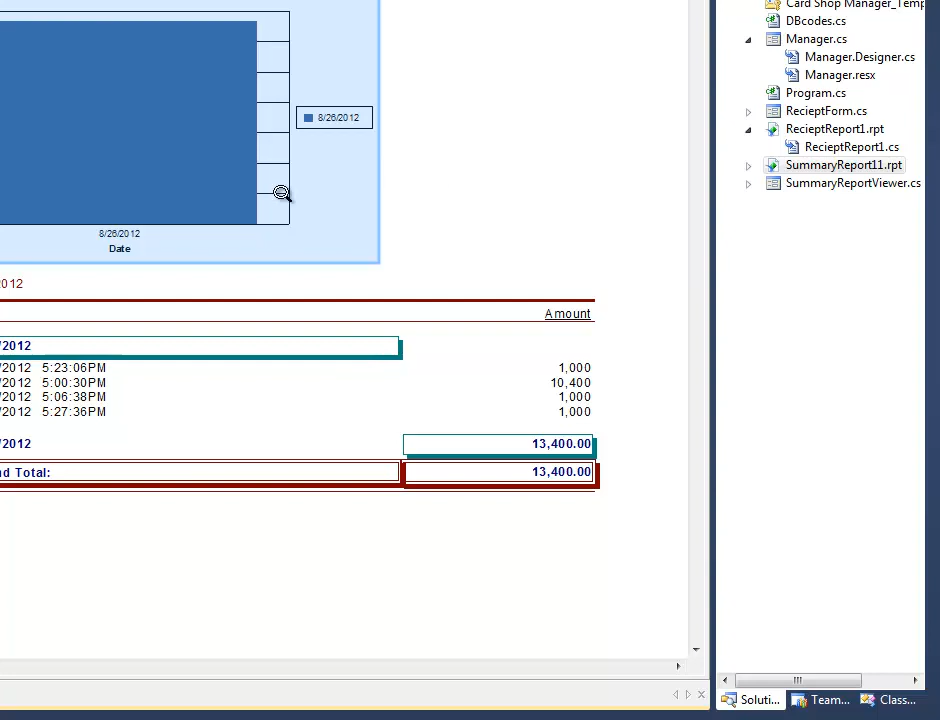 Card Shop Manager_Temp
DBcodes.cs
Manager.cs
Manager.Designer.cs
Manager.resx
Program.cs
RecieptForm.cs
RecieptReport1.rpt
RecieptReport1.cs
SummaryReport11.rpt
SummaryReportViewer.cs
8/26/2012
8/26/2012
Date
2012
Amount
/2012
/2012 5:23:06PM 1,000
/2012 5:00:30PM 10,400
/2012 5:06:38PM 1,000
/2012 5:27:36PM 1,000
/2012 13,400.00
nd Total: 13,400.00
Soluti... Team... Class...